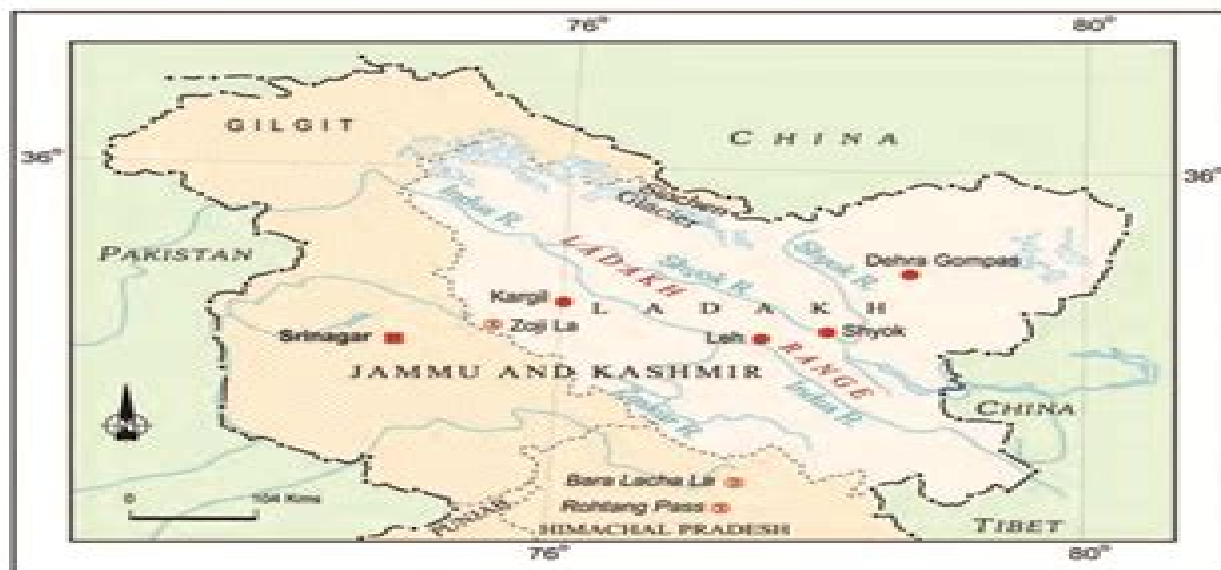 76°
80°
GILGIT
CHINA
36°
36°
Siachen
Glacier
Indus R.
PAKISTAN
LADAKH
Shyok R.
Shyok R.
Dehra Gompas
Kargil
LADAKH
Zoji La
Srinagar
Leh
Shyok
RANGE
JAMMU AND KASHMIR
Indus R.
CHINA
Bara Lacha La
0
104 Kms
Rohtang Pass
PUNJAB
HIMACHAL PRADESH
TIBET
76°
80°